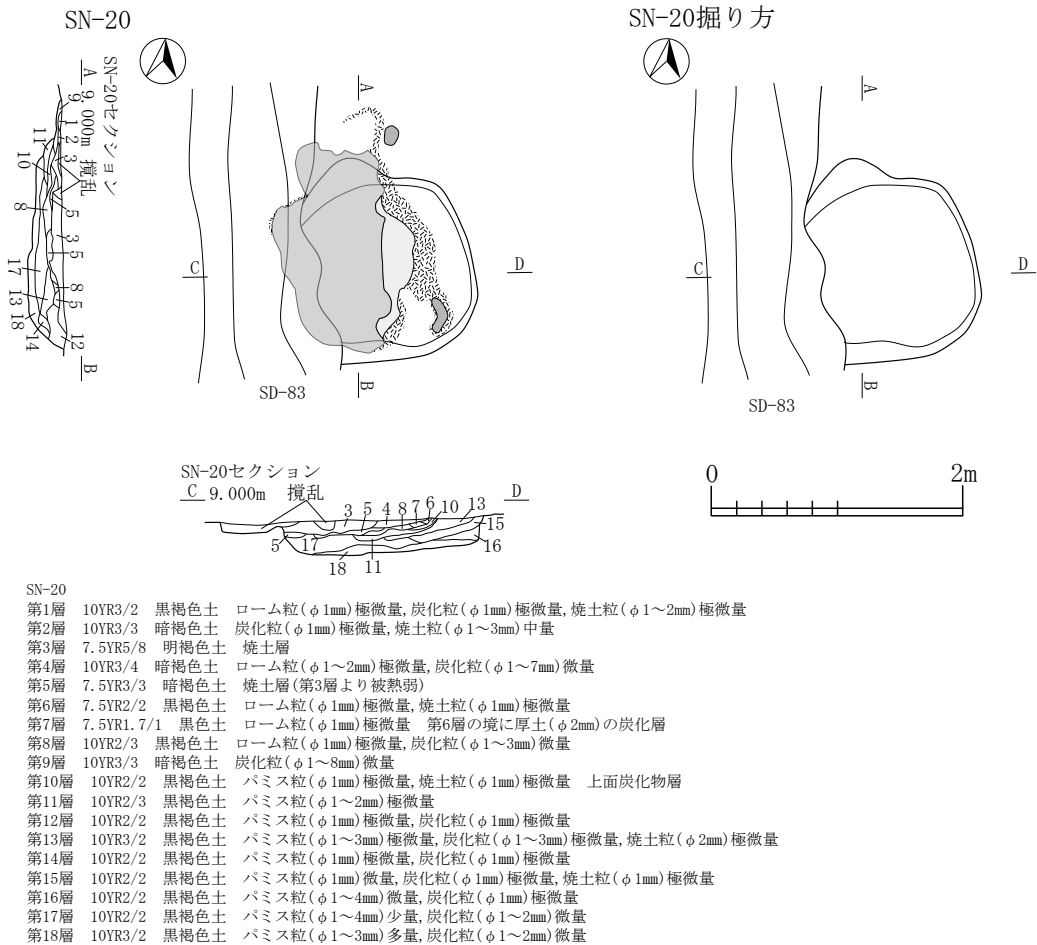 SN-20
SN-20掘り方
SN-20セクション
A 9.000m 撹乱
9
1
2
3
11
10
8
5
3
5
17
8
13
5
18
14
12
B
A
C
D
B
SD-83
A
C
D
B
SD-83
SN-20セクション
C 9.000m 撹乱 D
3 5 4 8 7 6 10 13
15
5 17 16
18 11
0 2m
SN-20
第1層 10YR3/2 黒褐色土 ローム粒(φ1㎜)極微量,炭化粒(φ1㎜)極微量,焼土粒(φ1～2㎜)極微量
第2層 10YR3/3 暗褐色土 炭化粒(φ1㎜)極微量,焼土粒(φ1～3㎜)中量
第3層 7.5YR5/8 明褐色土 焼土層
第4層 10YR3/4 暗褐色土 ローム粒(φ1～2㎜)極微量,炭化粒(φ1～7㎜)微量
第5層 7.5YR3/3 暗褐色土 焼土層(第3層より被熱弱)
第6層 7.5YR2/2 黒褐色土 ローム粒(φ1㎜)極微量,焼土粒(φ1㎜)極微量
第7層 7.5YR1.7/1 黒色土 ローム粒(φ1㎜)極微量 第6層の境に厚土(φ2㎜)の炭化層
第8層 10YR2/3 黒褐色土 ローム粒(φ1㎜)極微量,炭化粒(φ1～3㎜)微量
第9層 10YR3/3 暗褐色土 炭化粒(φ1～8㎜)微量
第10層 10YR2/2 黒褐色土 パミス粒(φ1㎜)極微量,焼土粒(φ1㎜)極微量 上面炭化物層
第11層 10YR2/3 黒褐色土 パミス粒(φ1～2㎜)極微量
第12層 10YR2/2 黒褐色土 パミス粒(φ1㎜)極微量,炭化粒(φ1㎜)極微量
第13層 10YR3/2 黒褐色土 パミス粒(φ1～3㎜)極微量,炭化粒(φ1～3㎜)極微量,焼土粒(φ2㎜)極微量
第14層 10YR2/2 黒褐色土 パミス粒(φ1㎜)極微量,炭化粒(φ1㎜)極微量
第15層 10YR2/2 黒褐色土 パミス粒(φ1㎜)微量,炭化粒(φ1㎜)極微量,焼土粒(φ1㎜)極微量
第16層 10YR2/2 黒褐色土 パミス粒(φ1～4㎜)微量,炭化粒(φ1㎜)極微量
第17層 10YR2/2 黒褐色土 パミス粒(φ1～4㎜)少量,炭化粒(φ1～2㎜)微量
第18層 10YR3/2 黒褐色土 パミス粒(φ1～3㎜)多量,炭化粒(φ1～2㎜)微量